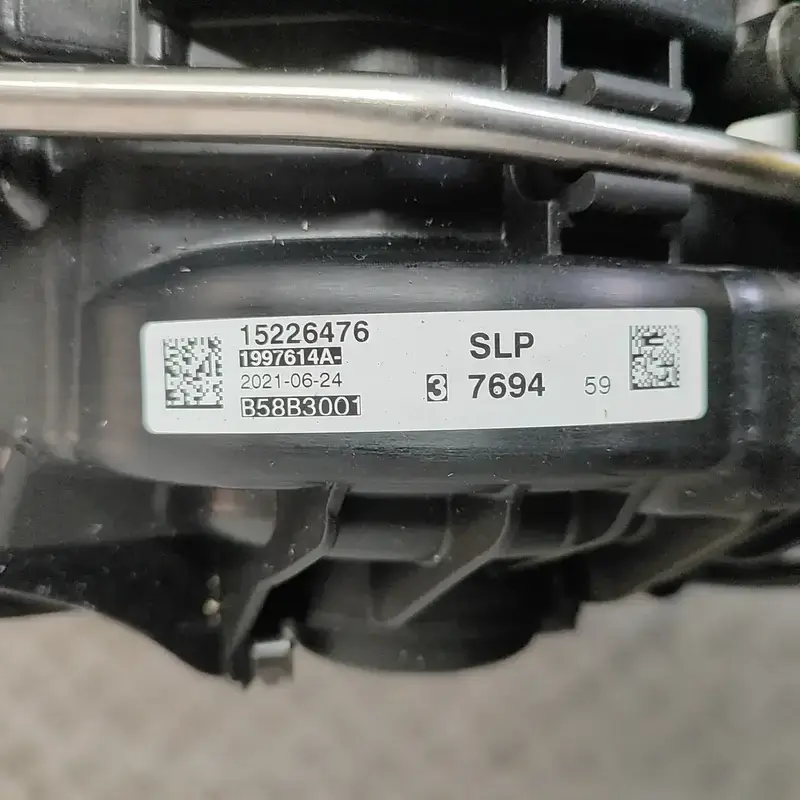 15226476
1997614A-
2021-06-24
B58B3001
SLP
3 7694 59